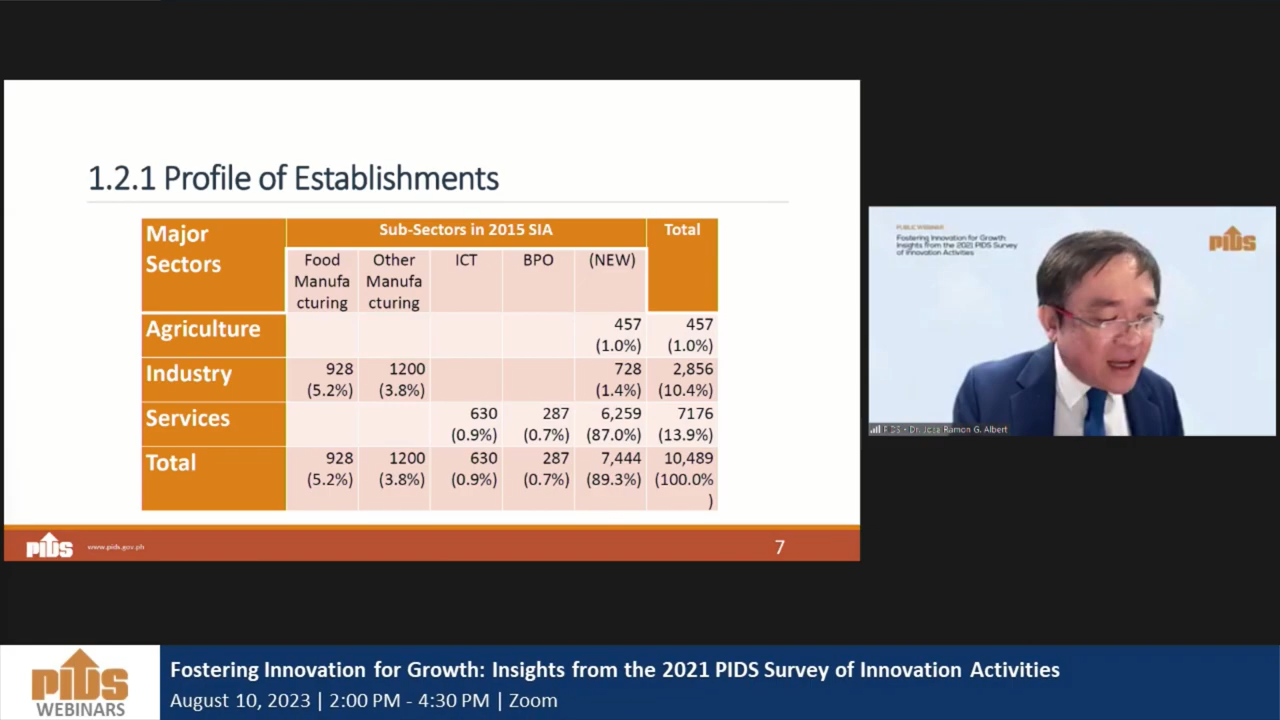 1.2.1 Profile of Establishments
Major
Sectors
Sub-Sectors in 2015 SIA
Total
Food
Manufa
cturing
Other
Manufa
cturing
ICT
BPO
(NEW)
Agriculture
457
(1.0%)
457
(1.0%)
Industry
928
(5.2%)
1200
(3.8%)
728
(1.4%)
2,856
(10.4%)
Services
630
(0.9%)
287
(0.7%)
6,259
(87.0%)
7176
(13.9%)
Total
928
(5.2%)
1200
(3.8%)
630
(0.9%)
287
(0.7%)
7,444
(89.3%)
10,489
(100.0%
)
PIDS
www.pids.gov.ph
7
PUBLIC WEBINAR
Fostering Innovation for Growth:
Insights from the 2021 PIDS Survey
of Innovation Activities
PIDS
PIDS - Dr. Jose Ramon G. Albert
PIDS
WEBINARS
Fostering Innovation for Growth: Insights from the 2021 PIDS Survey of Innovation Activities
August 10, 2023 | 2:00 PM - 4:30 PM | Zoom